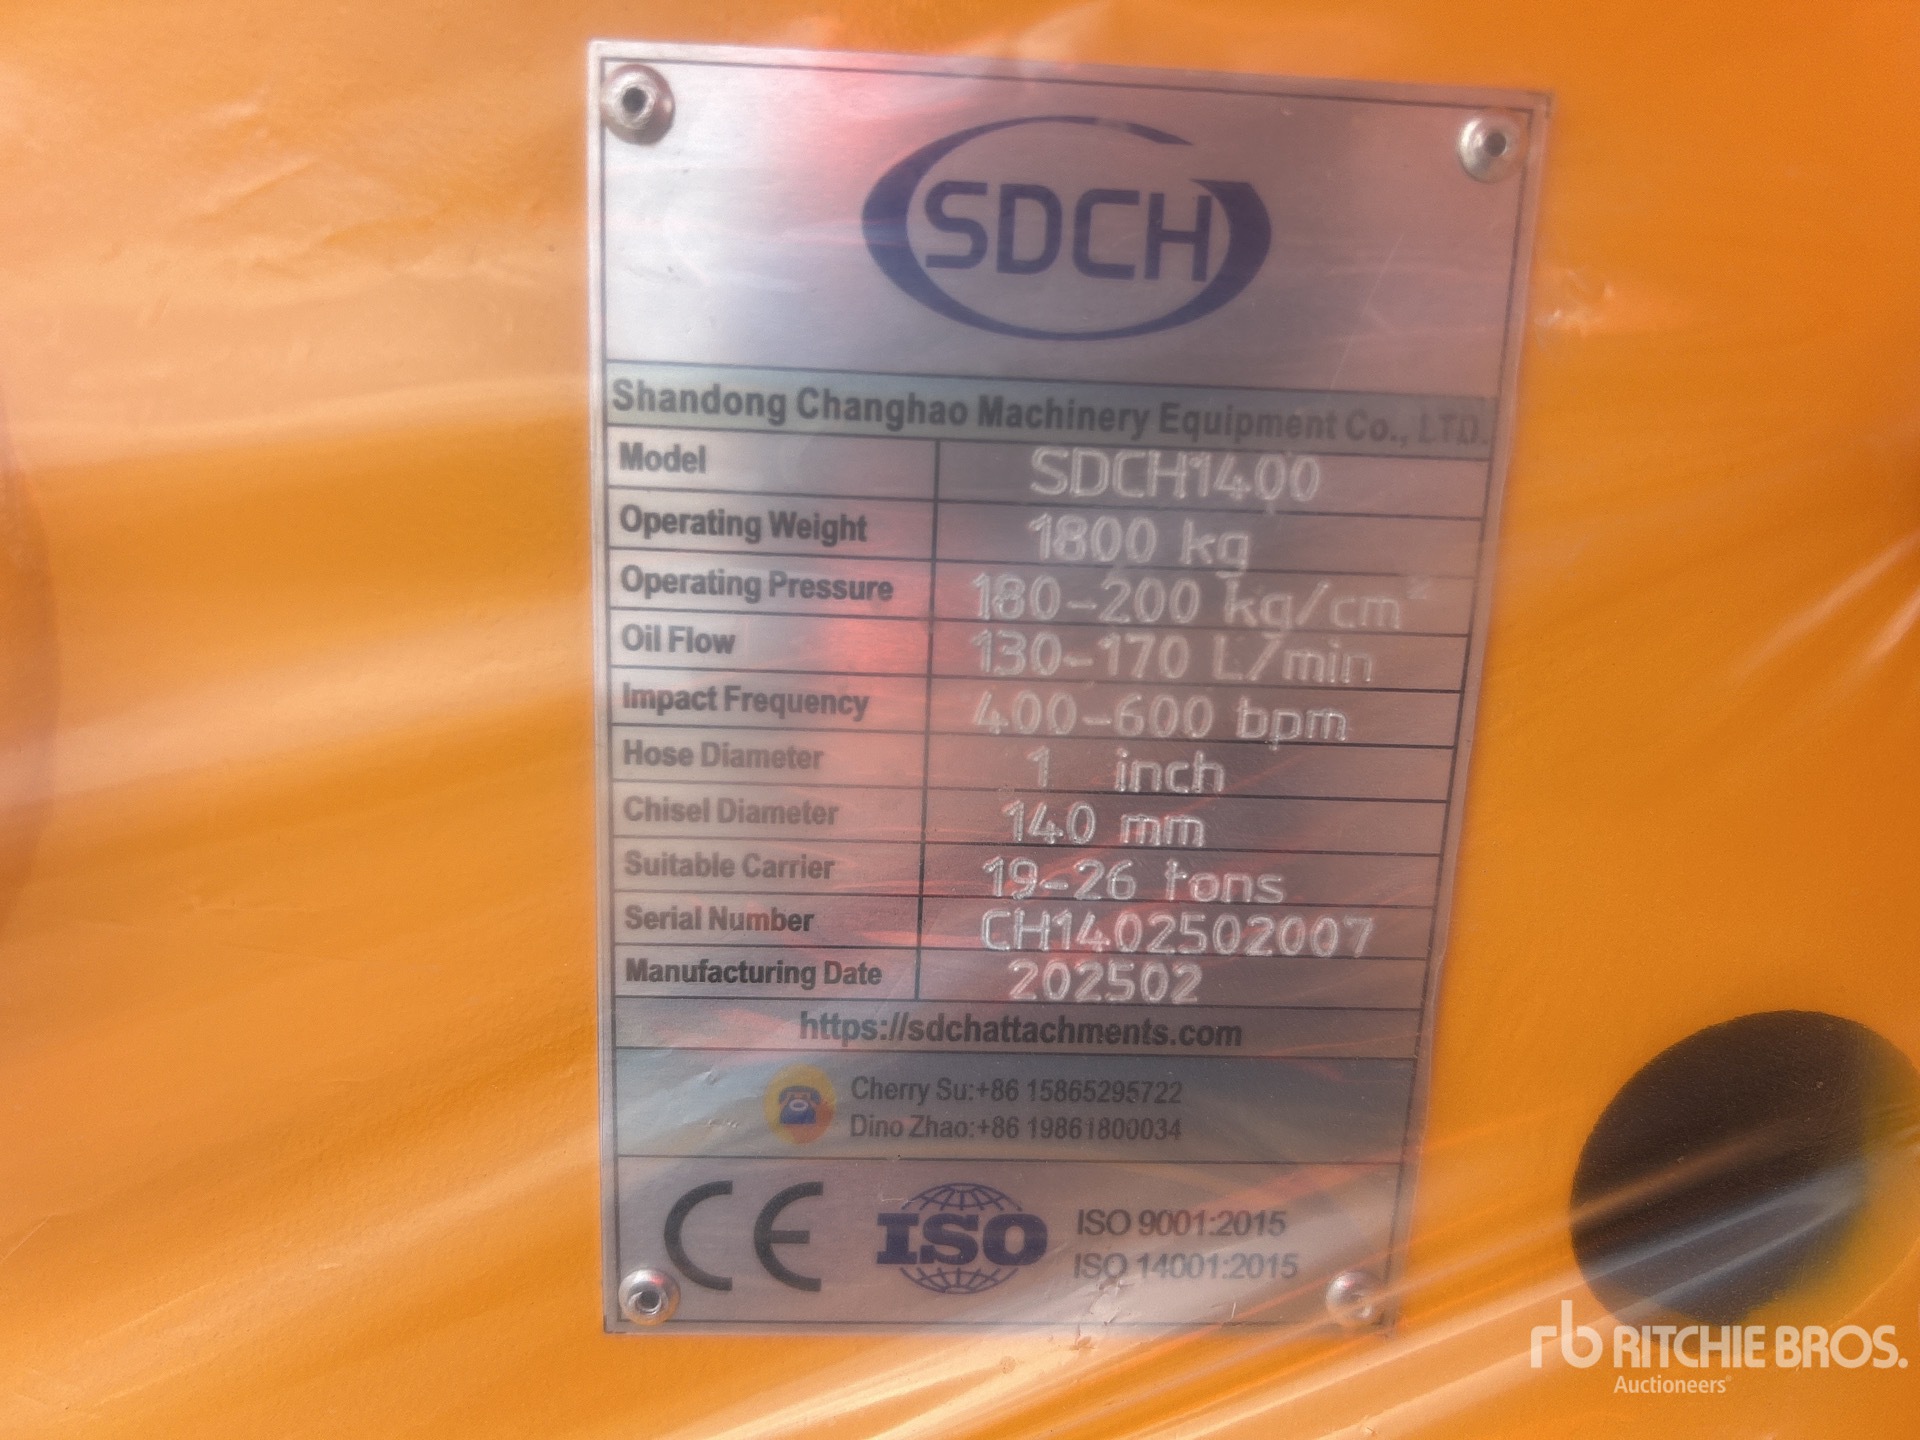 SDCH
Shandong Changhao Machinery Equipment Co., LTD.
Model SDCH1400
Operating Weight 1800 kg
Operating Pressure 180-200 kg/cm²
Oil Flow 130-170 L/min
Impact Frequency 400-600 bpm
Hose Diameter 1 inch
Chisel Diameter 140 mm
Suitable Carrier 19-26 tons
Serial Number CH1402502007
Manufacturing Date 202502
https://sdchattachments.com
Cherry Su:+86 15865295722
Dino Zhao:+86 19861800034
CE ISO ISO 9001:2015
ISO 14001:2015
rb RITCHIE BROS.
Auctioneers®